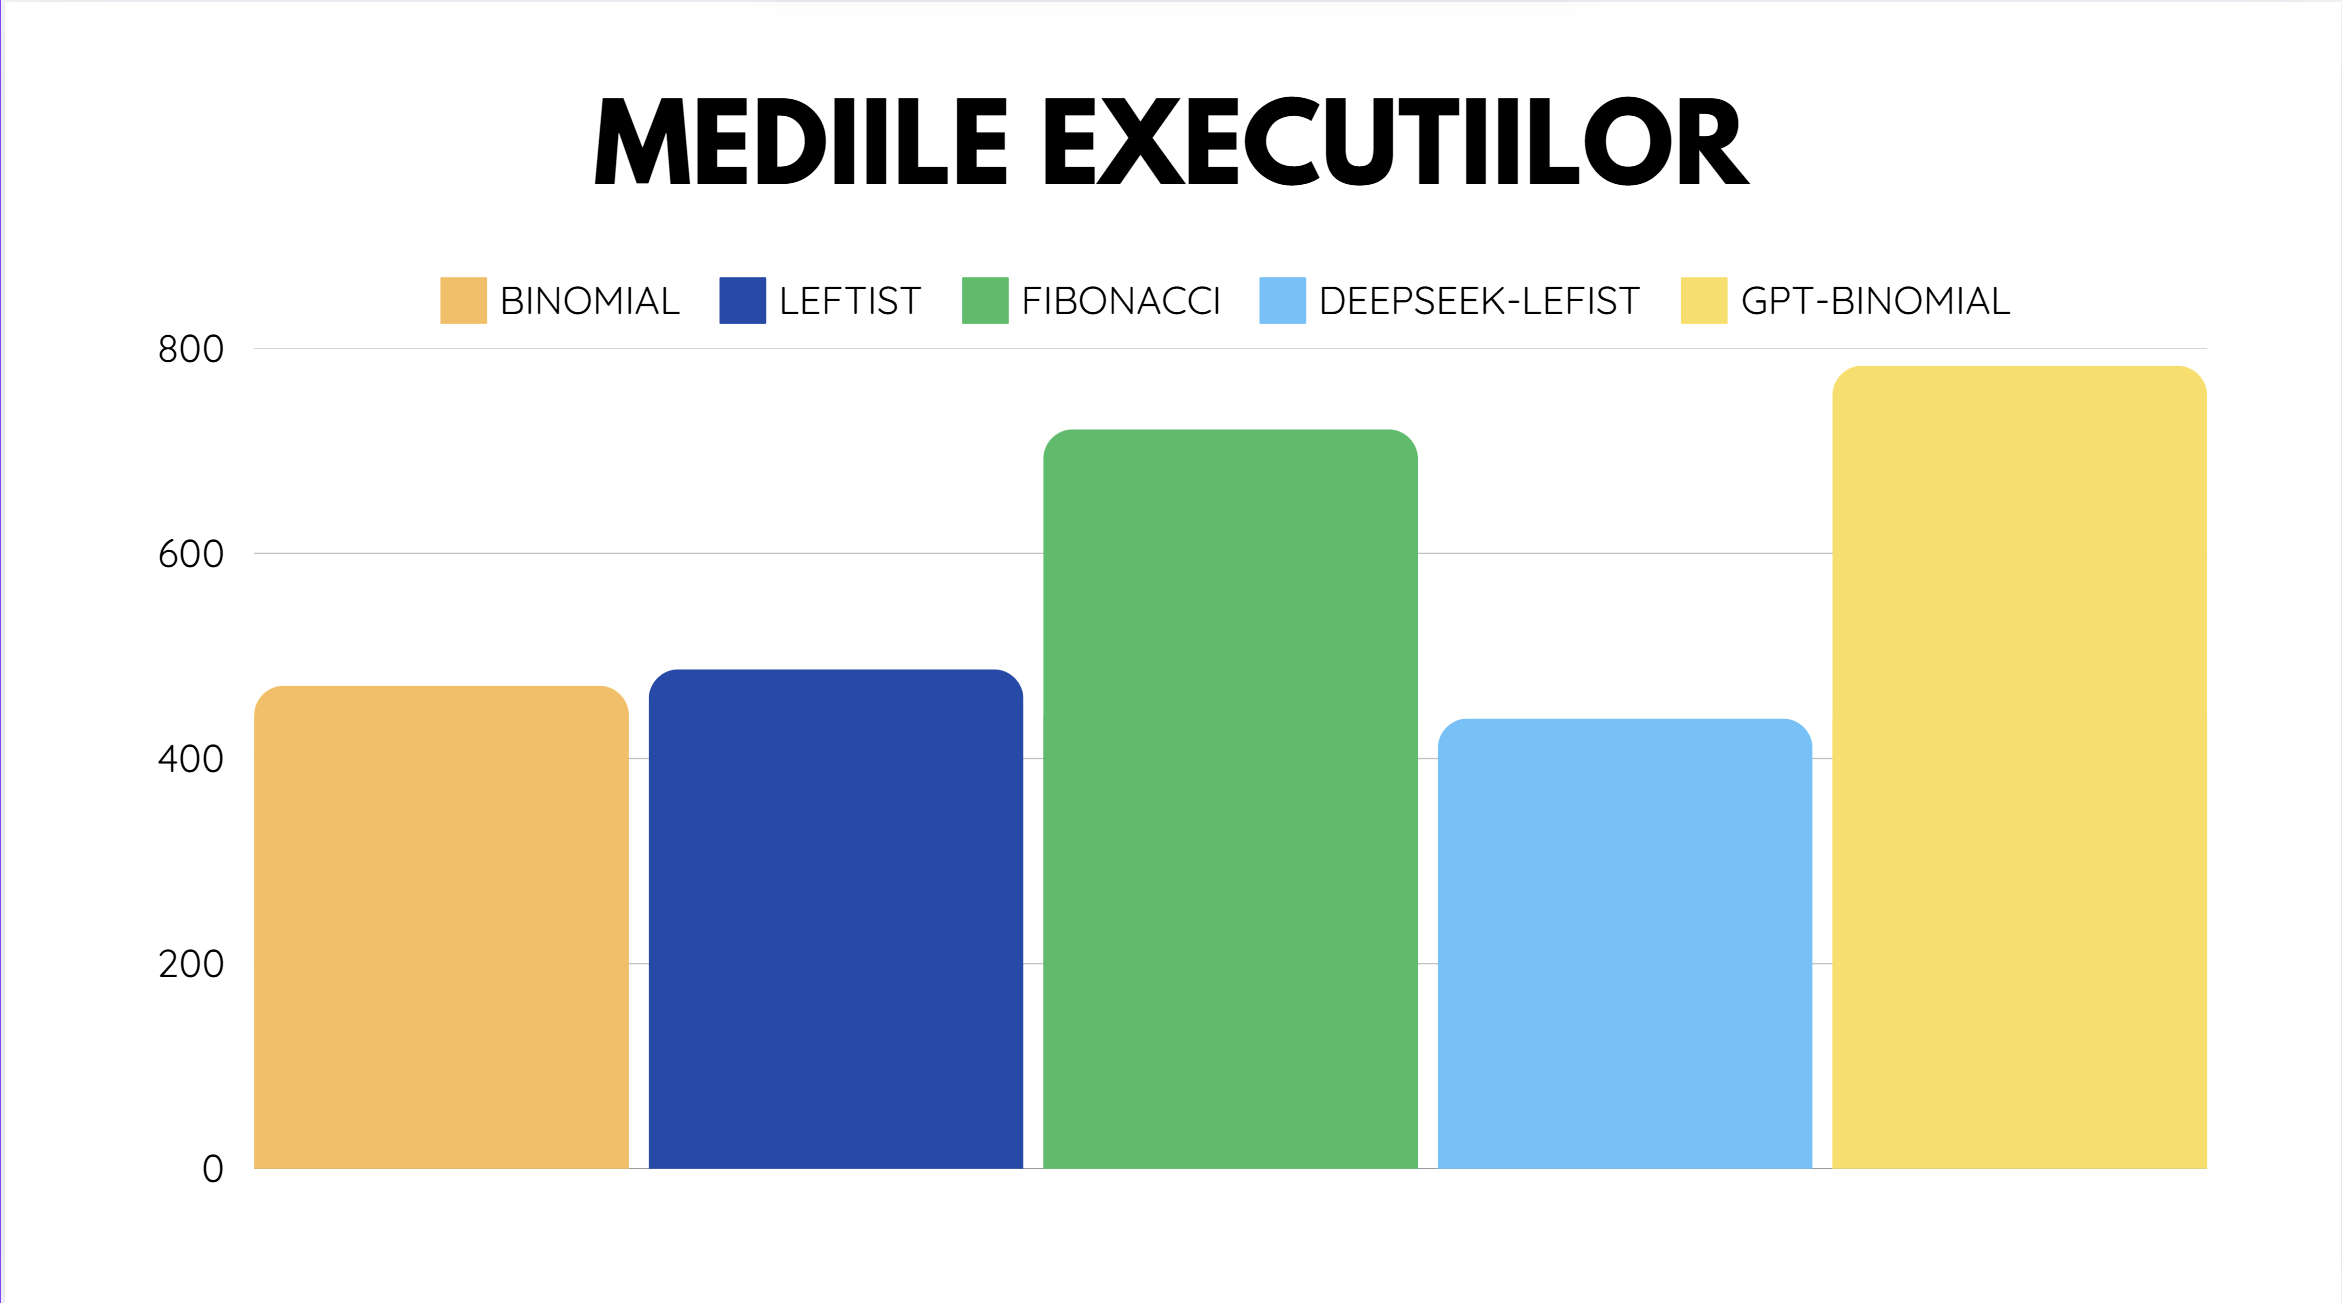 MEDIILE EXECUTIILOR
BINOMIAL LEFTIST FIBONACCI DEEPSEEK-LEFIST GPT-BINOMIAL
800
600
400
200
0